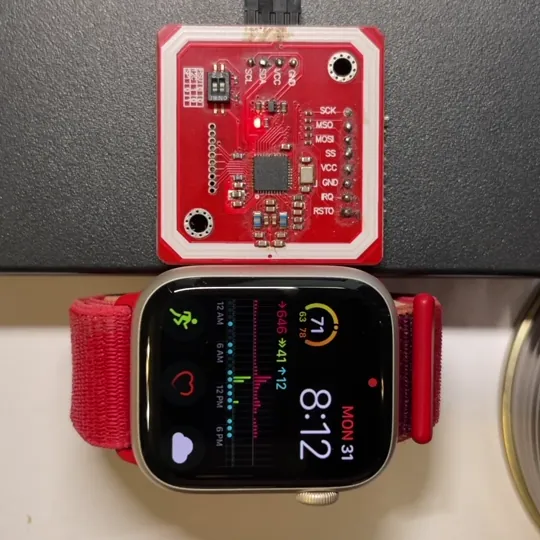 SCL
SDA
VCC
GND
SCK
MSO
MOSI
SS
VCC
GND
IRQ
RSTO
MON 31
8:12
71
63 78
646 41 12
12 AM 6 AM 12 PM 6 PM